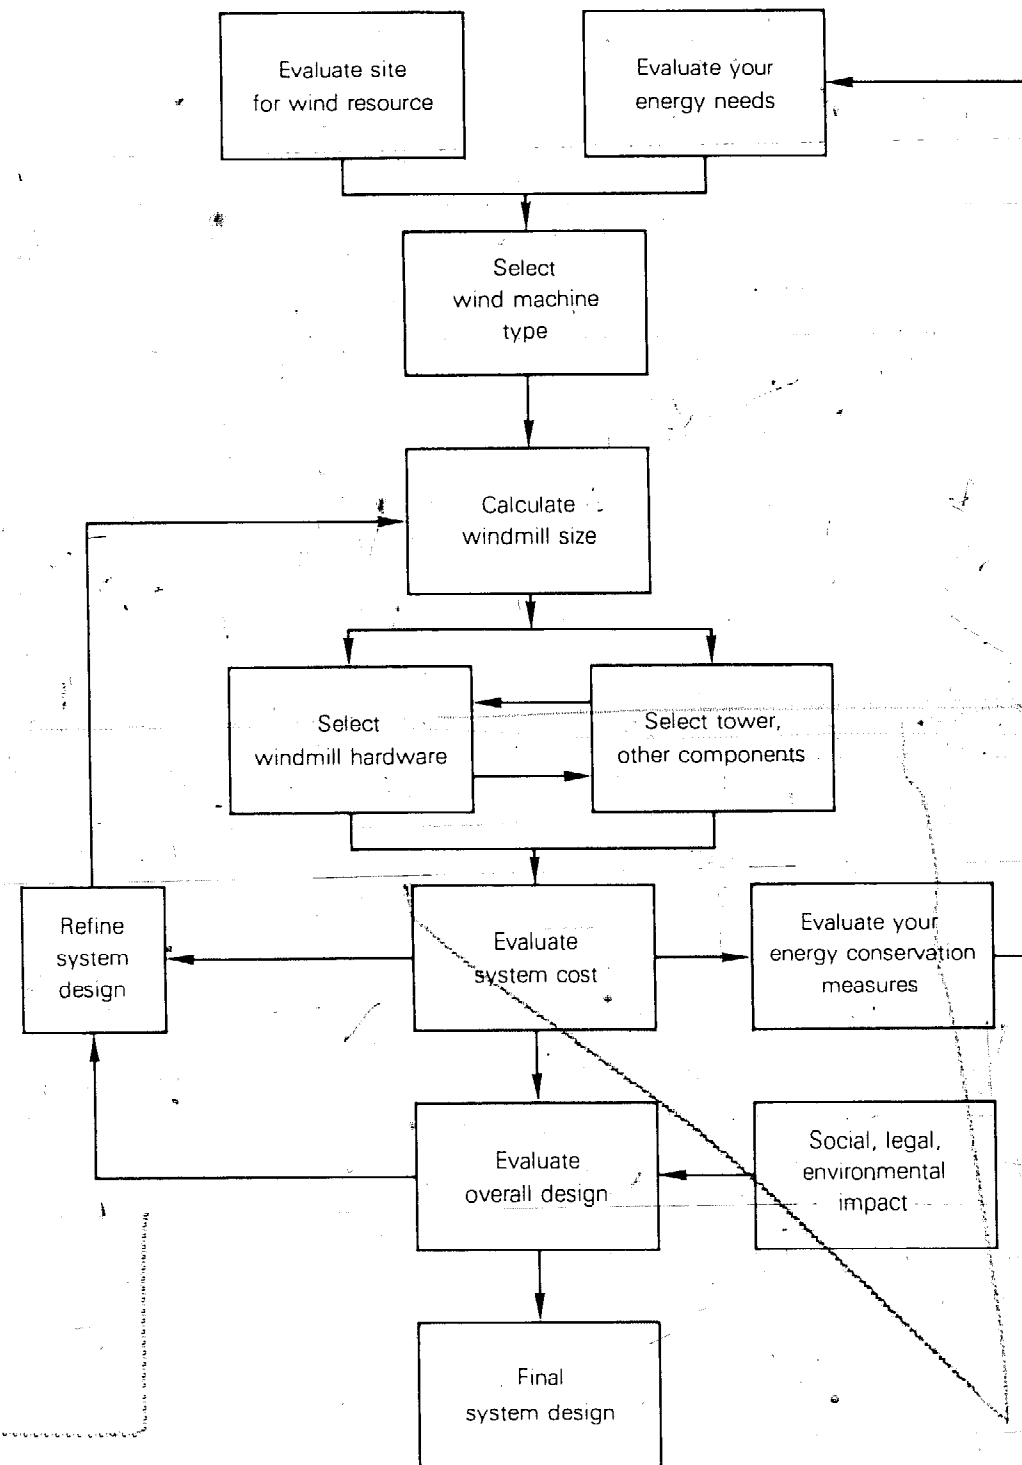 Evaluate site
for wind resource
Evaluate your
energy needs
Select
wind machine
type
Calculate
windmill size
Select
windmill hardware
Select tower,
other components
Refine
system
design
Evaluate
system cost
Evaluate your
energy conservation
measures
Evaluate
overall design
Social, legal,
environmental
impact
Final
system design